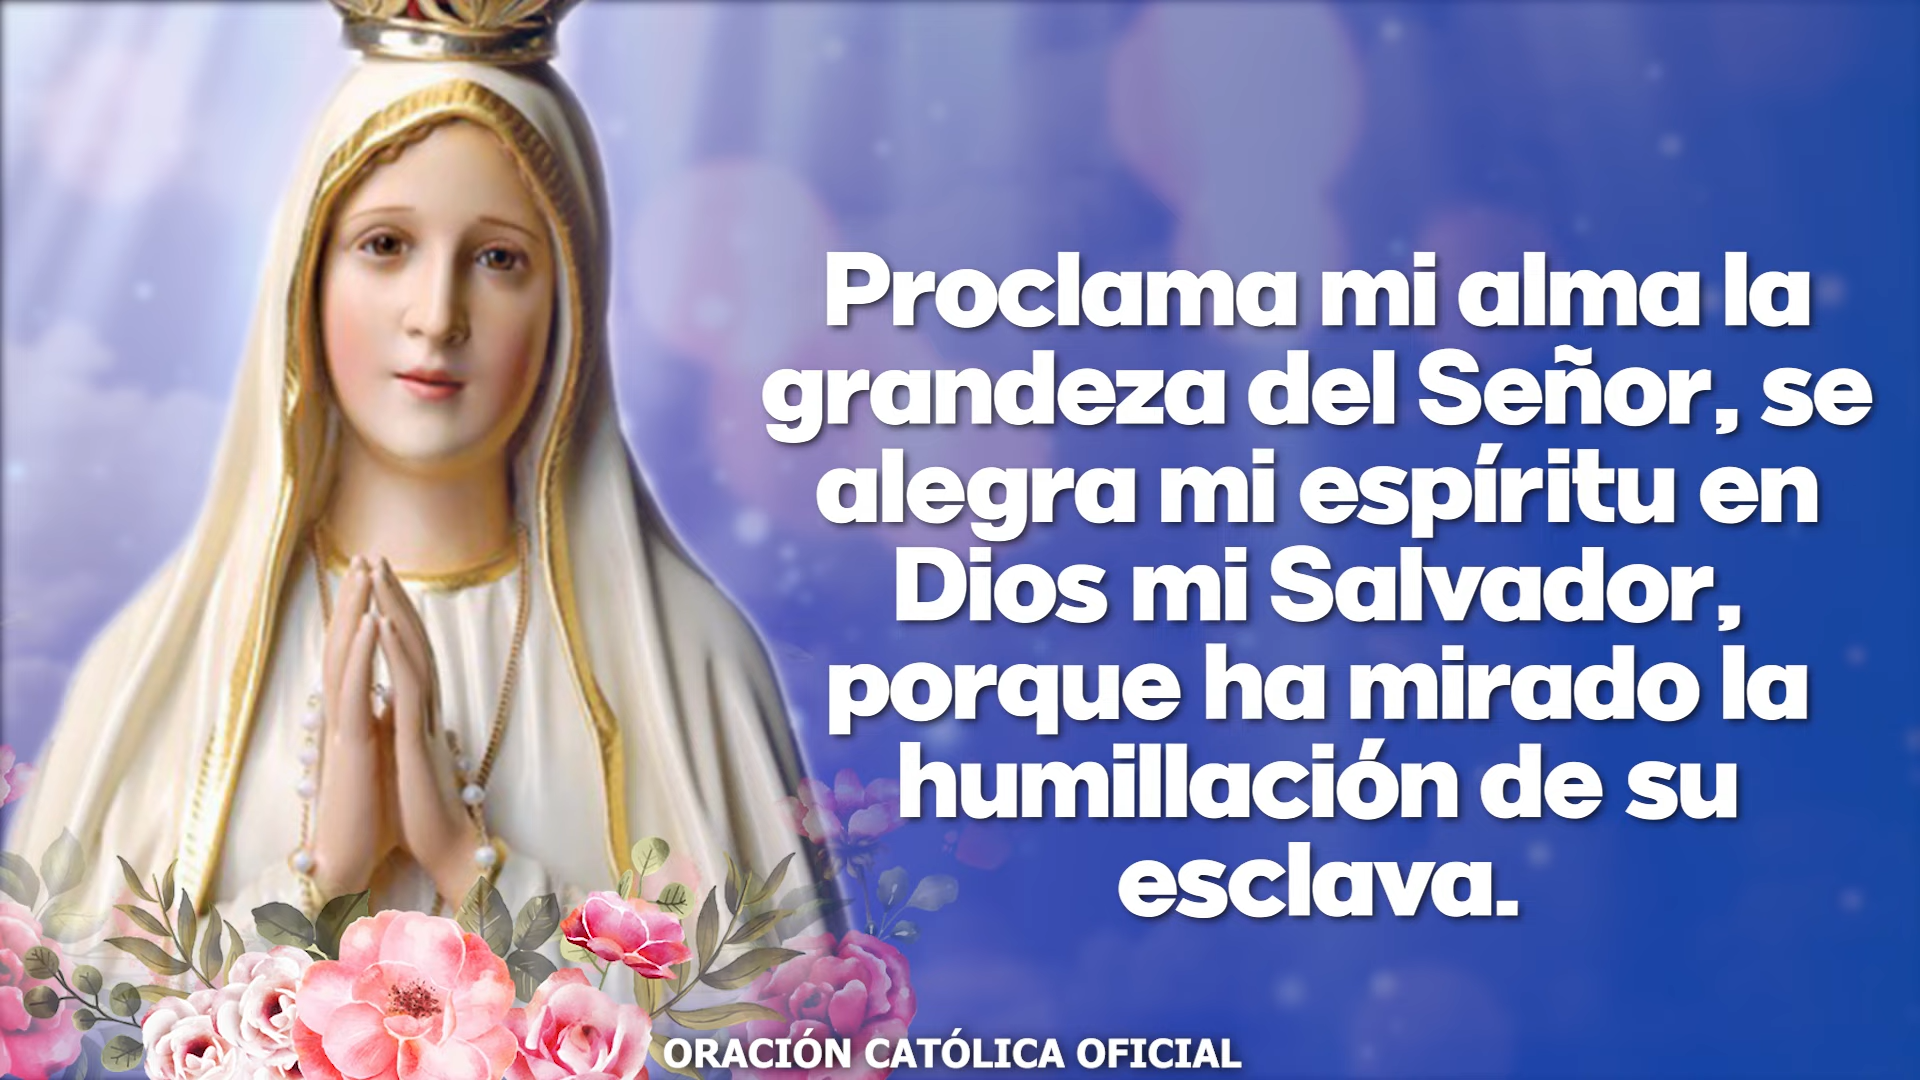 Proclama mi alma la
grandeza del Señor, se
alegra mi espíritu en
Dios mi Salvador,
porque ha mirado la
humillación de su
esclava.
ORACIÓN CATÓLICA OFICIAL